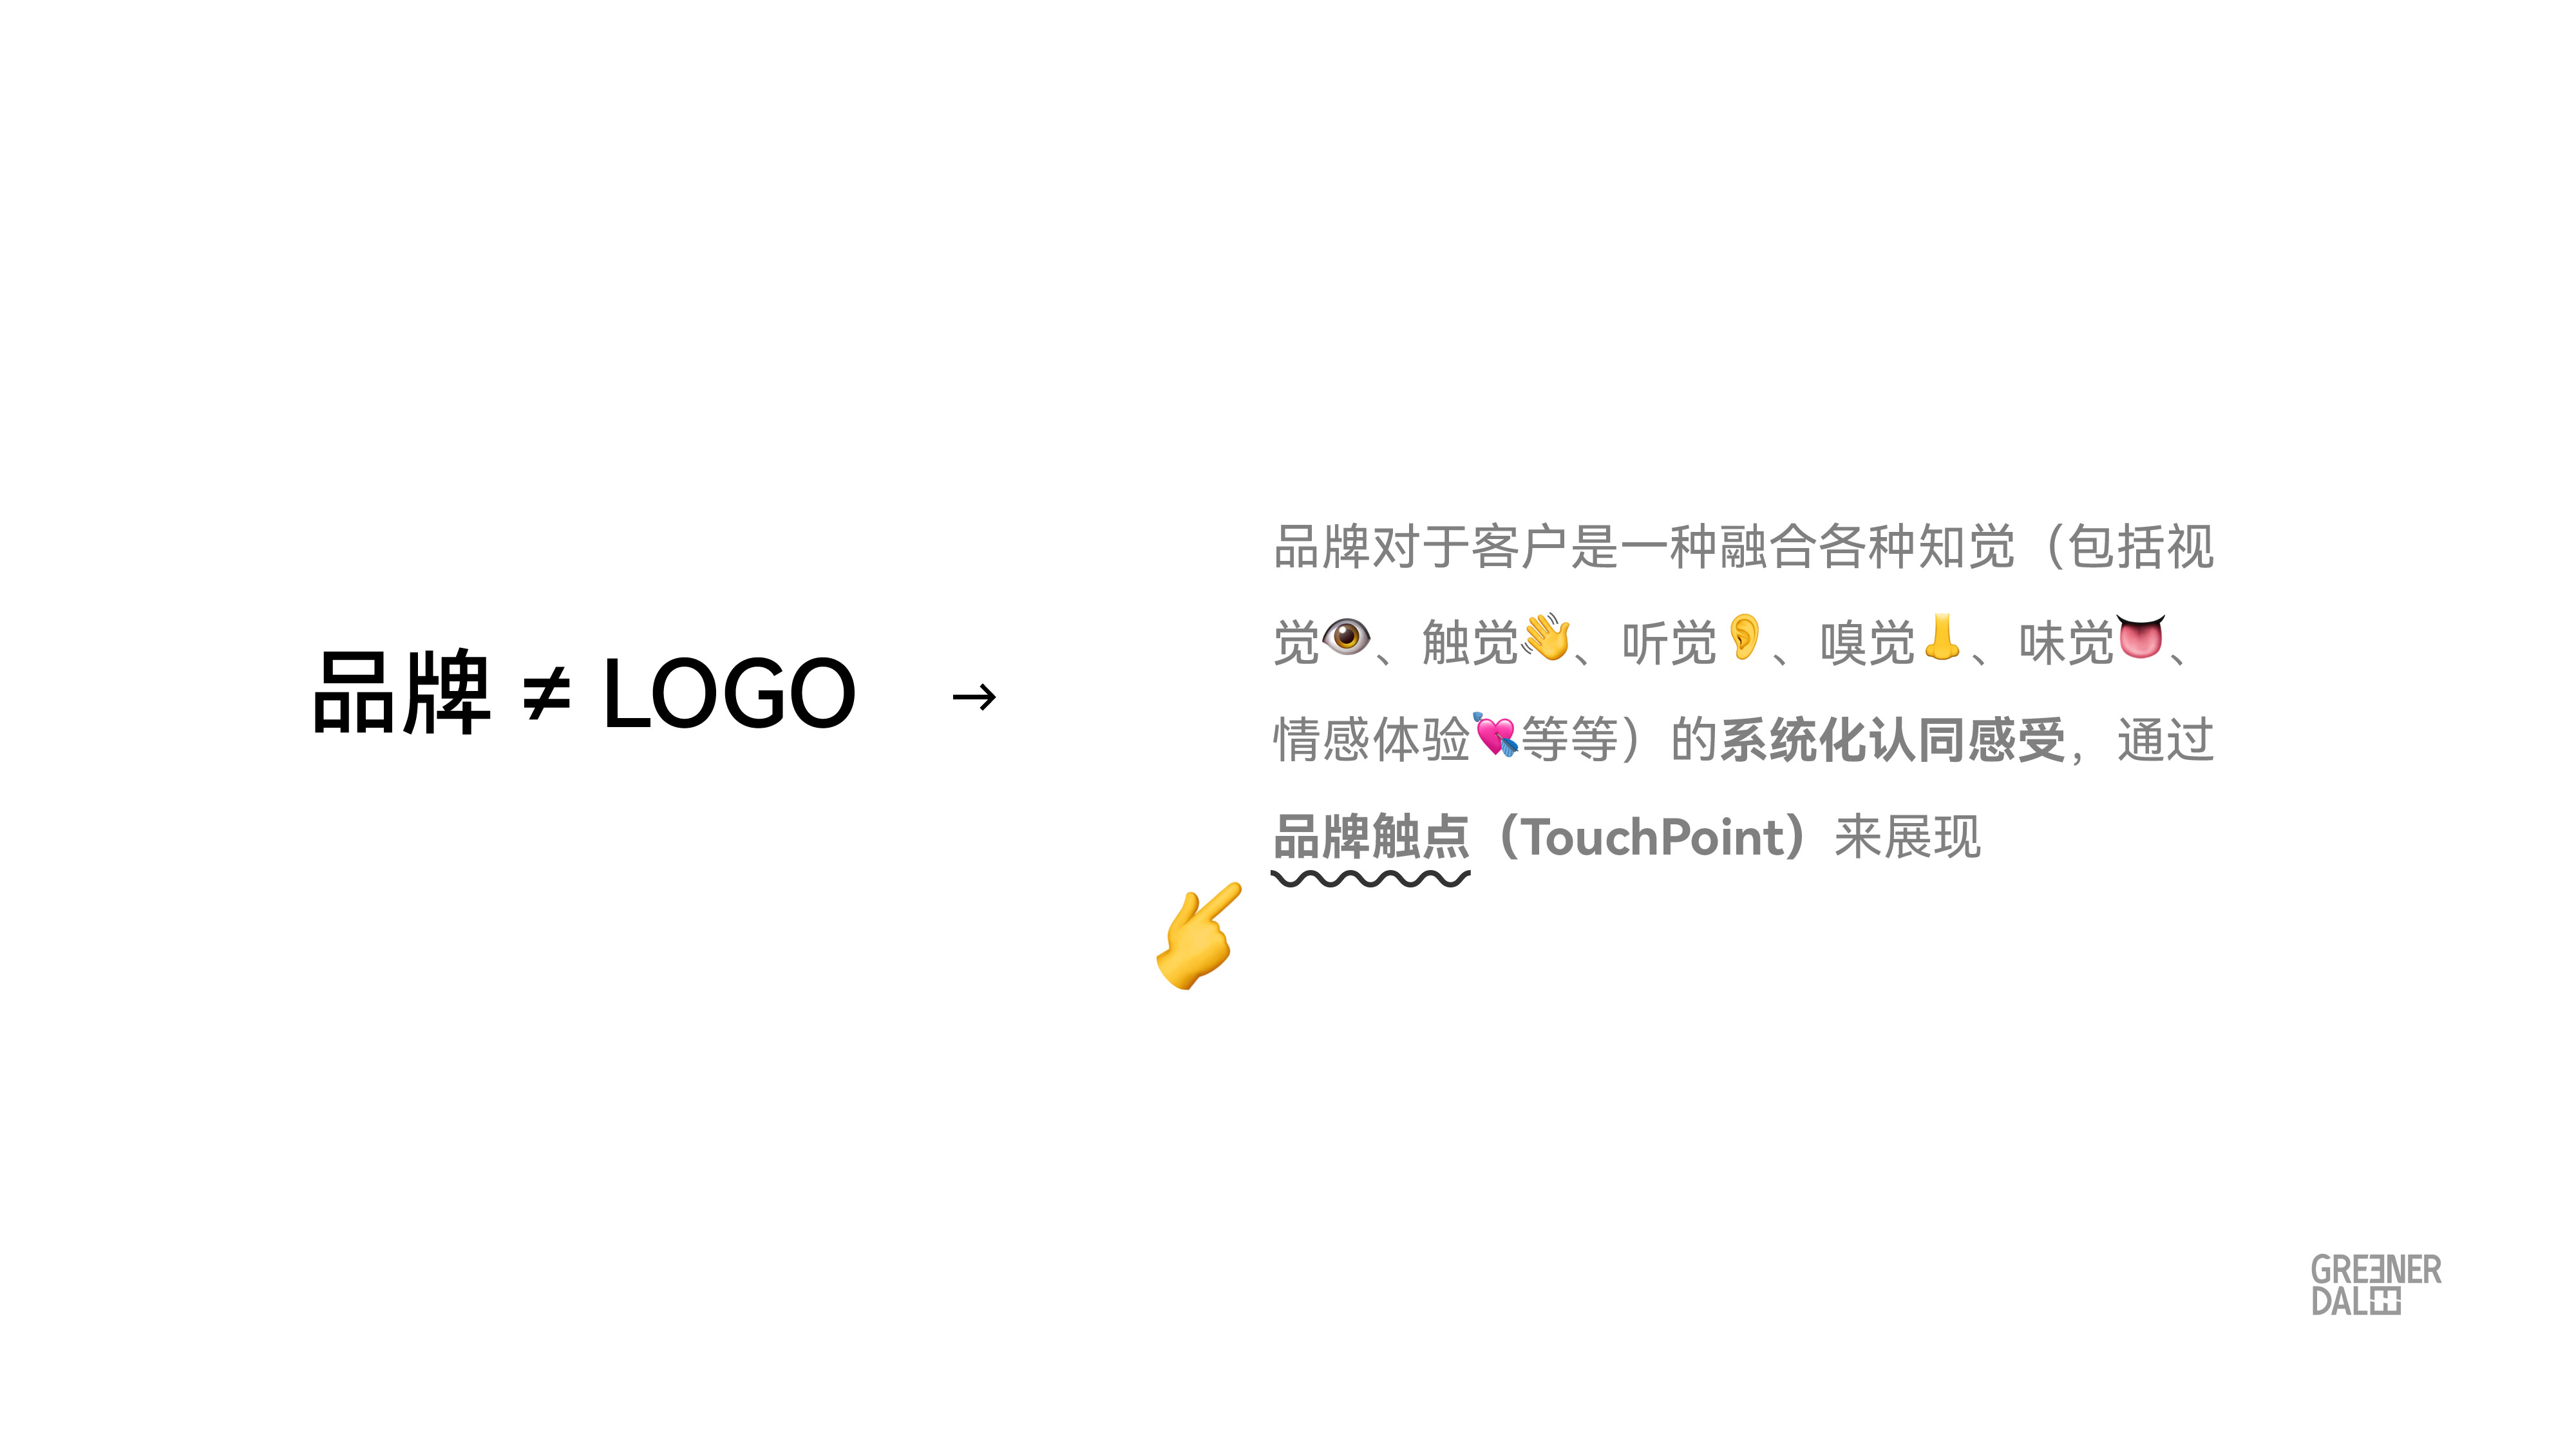 品牌 ≠ LOGO
→
品牌对于客户是一种融合各种知觉（包括视
觉👁、触觉👋、听觉👂、嗅觉👃、味觉👅、
情感体验💘等等）的系统化认同感受，通过
品牌触点（TouchPoint）来展现
GREENER
DAL